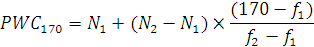 PWC₁₇₀ = N₁ + (N₂ − N₁) × (170 − f₁) / (f₂ − f₁)